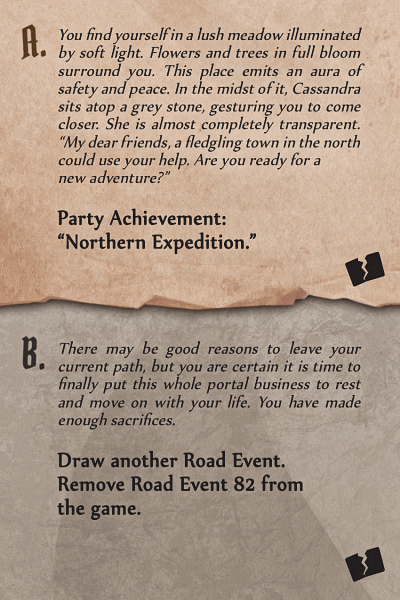 A. You find yourself in a lush meadow illuminated
by soft light. Flowers and trees in full bloom
surround you. This place emits an aura of
safety and peace. In the midst of it, Cassandra
sits atop a grey stone, gesturing you to come
closer. She is almost completely transparent.
“My dear friends, a fledgling town in the north
could use your help. Are you ready for a
new adventure?”
Party Achievement:
“Northern Expedition.”
B. There may be good reasons to leave your
current path, but you are certain it is time to
finally put this whole portal business to rest
and move on with your life. You have made
enough sacrifices.
Draw another Road Event.
Remove Road Event 82 from
the game.